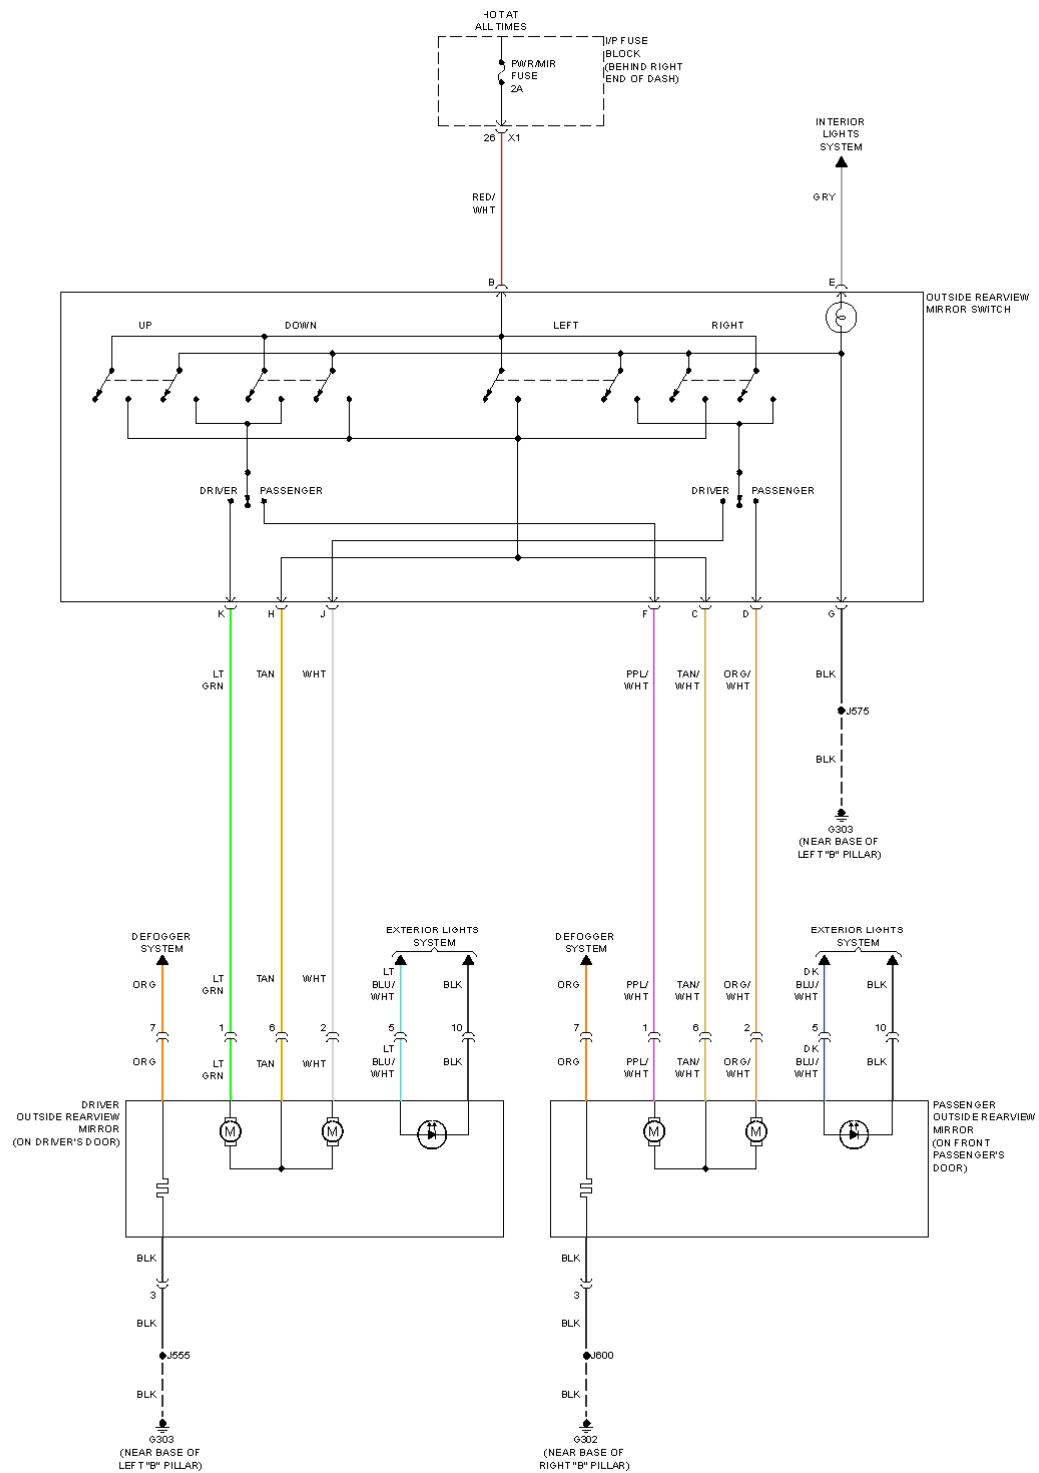 HOT AT
ALL TIMES
I/P FUSE
BLOCK
(BEHIND RIGHT
END OF DASH)
PWR/MIR
FUSE
2A
26 X1
INTERIOR
LIGHTS
SYSTEM
RED/
WHT
GRY
B
E
OUTSIDE REARVIEW
MIRROR SWITCH
UP
DOWN
LEFT
RIGHT
DRIVER
PASSENGER
DRIVER
PASSENGER
K
H
J
F
C
D
G
LT
GRN
TAN
WHT
PPL/
WHT
TAN/
WHT
ORG/
WHT
BLK
J575
BLK
G303
(NEAR BASE OF
LEFT "B" PILLAR)
DEFOGGER
SYSTEM
EXTERIOR LIGHTS
SYSTEM
DEFOGGER
SYSTEM
EXTERIOR LIGHTS
SYSTEM
ORG
LT
GRN
TAN
WHT
LT
BLU/
WHT
BLK
ORG
PPL/
WHT
TAN/
WHT
ORG/
WHT
DK
BLU/
WHT
BLK
7
1
6
2
5
10
7
1
6
2
5
10
ORG
LT
GRN
TAN
WHT
LT
BLU/
WHT
BLK
ORG
PPL/
WHT
TAN/
WHT
ORG/
WHT
DK
BLU/
WHT
BLK
DRIVER
OUTSIDE REARVIEW
MIRROR
(ON DRIVER'S DOOR)
M
M
M
M
PASSENGER
OUTSIDE REARVIEW
MIRROR
(ON FRONT
PASSENGER'S
DOOR)
BLK
3
BLK
J555
BLK
G303
(NEAR BASE OF
LEFT "B" PILLAR)
BLK
3
BLK
J600
BLK
G302
(NEAR BASE OF
RIGHT "B" PILLAR)